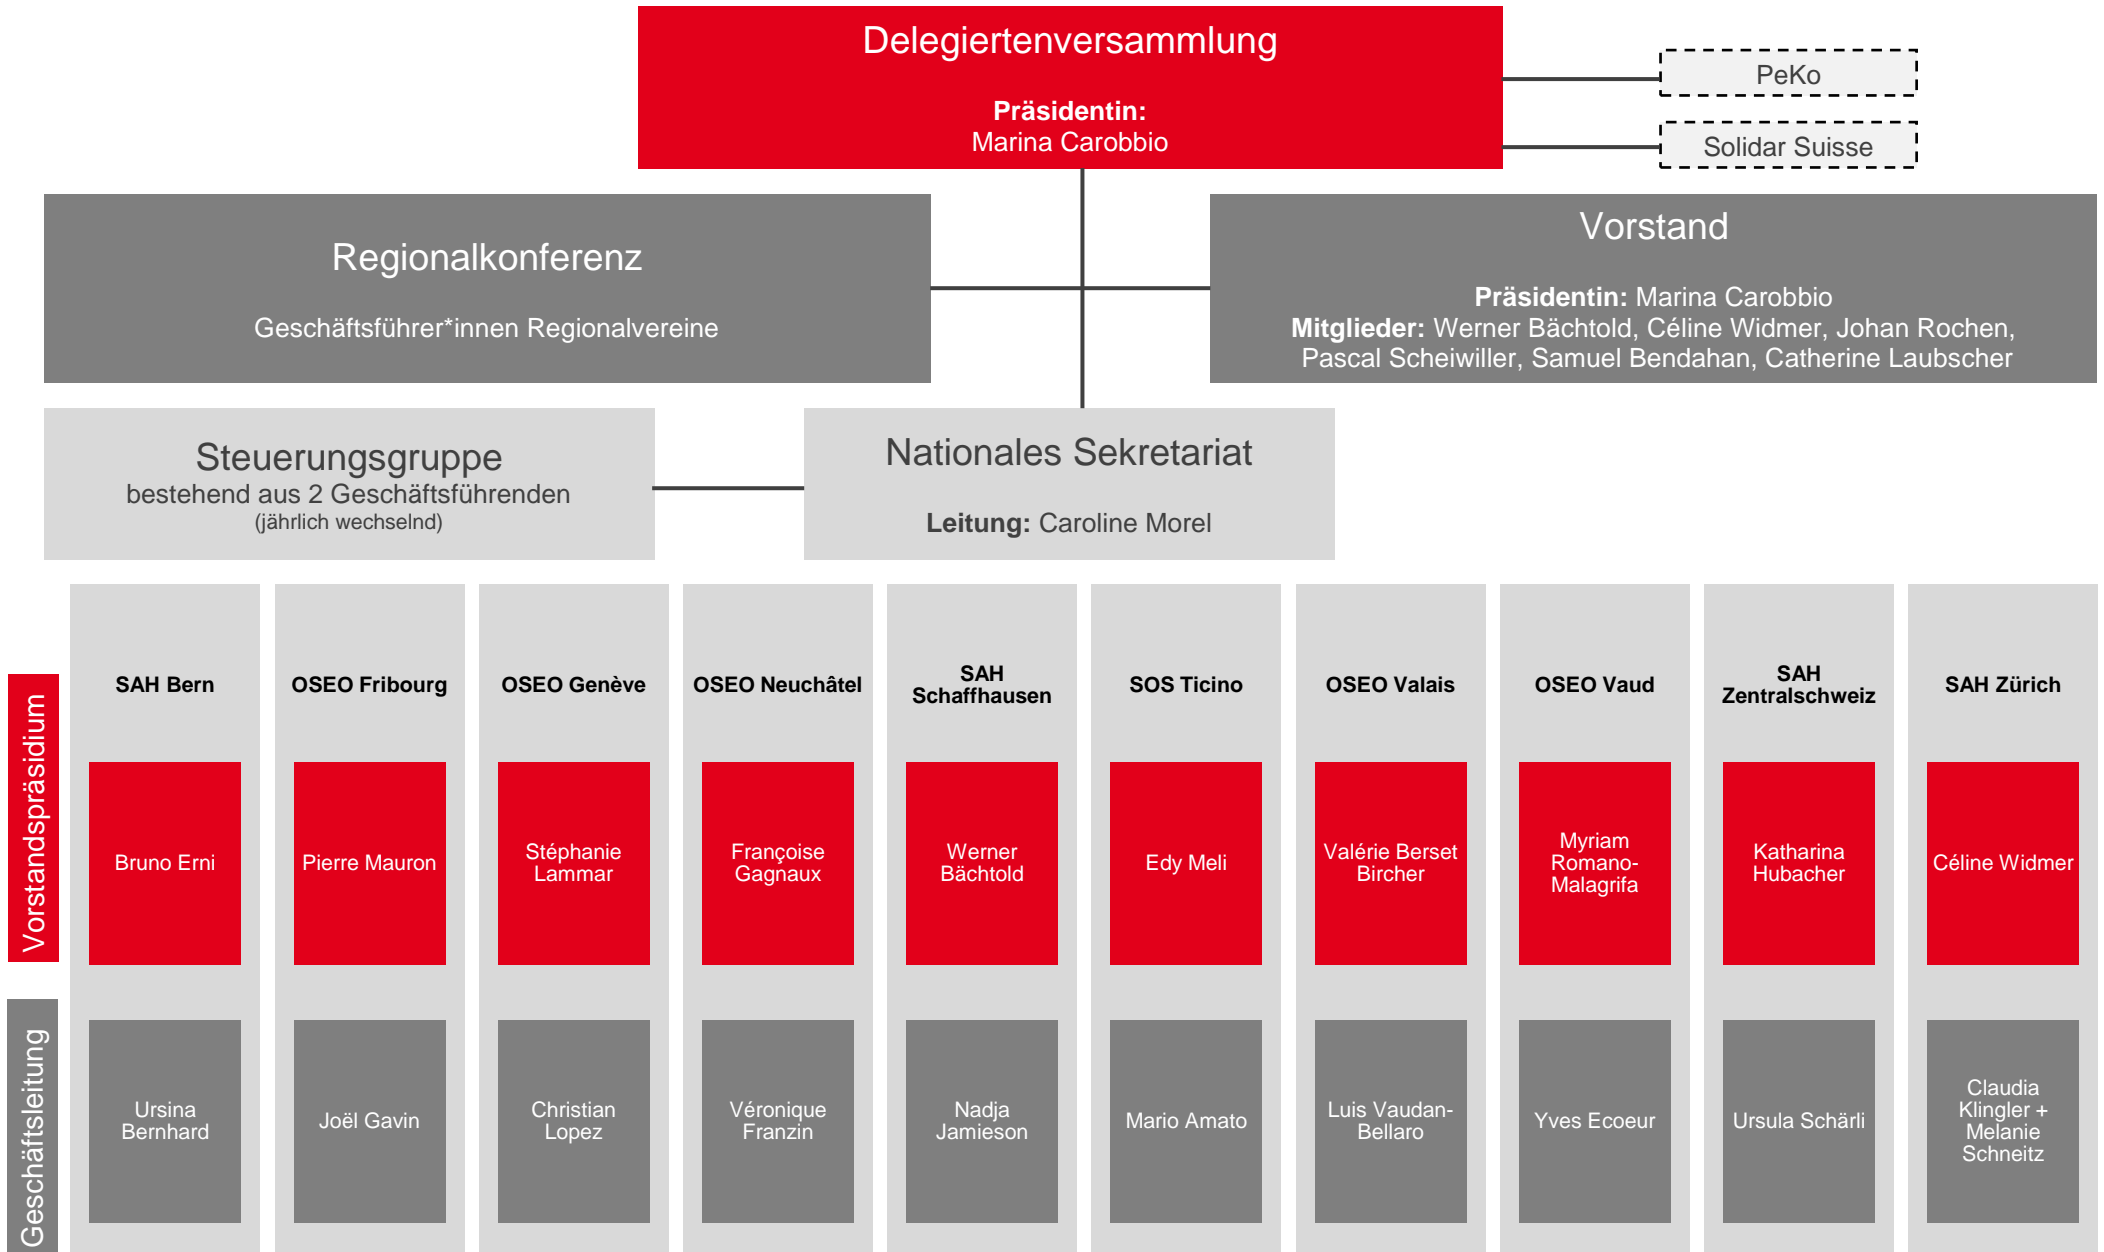 Delegiertenversammlung
Präsidentin:
Marina Carobbio
PeKo
Solidar Suisse
Regionalkonferenz
Geschäftsführer*innen Regionalvereine
Vorstand
Präsidentin: Marina Carobbio
Mitglieder: Werner Bächtold, Céline Widmer, Johan Rochen,
Pascal Scheiwiller, Samuel Bendahan, Catherine Laubscher
Steuerungsgruppe
bestehend aus 2 Geschäftsführenden
(jährlich wechselnd)
Nationales Sekretariat
Leitung: Caroline Morel
SAH Bern
OSEO Fribourg
OSEO Genève
OSEO Neuchâtel
SAH
Schaffhausen
SOS Ticino
OSEO Valais
OSEO Vaud
SAH
Zentralschweiz
SAH Zürich
Vorstandspräsidium
Bruno Erni
Pierre Mauron
Stéphanie
Lammar
Françoise
Gagnaux
Werner
Bächtold
Edy Meli
Valérie Berset
Bircher
Myriam
Romano-
Malagrifa
Katharina
Hubacher
Céline Widmer
Geschäftsleitung
Ursina
Bernhard
Joël Gavin
Christian
Lopez
Véronique
Franzin
Nadja
Jamieson
Mario Amato
Luis Vaudan-
Bellaro
Yves Ecoeur
Ursula Schärli
Claudia
Klingler +
Melanie
Schneitz